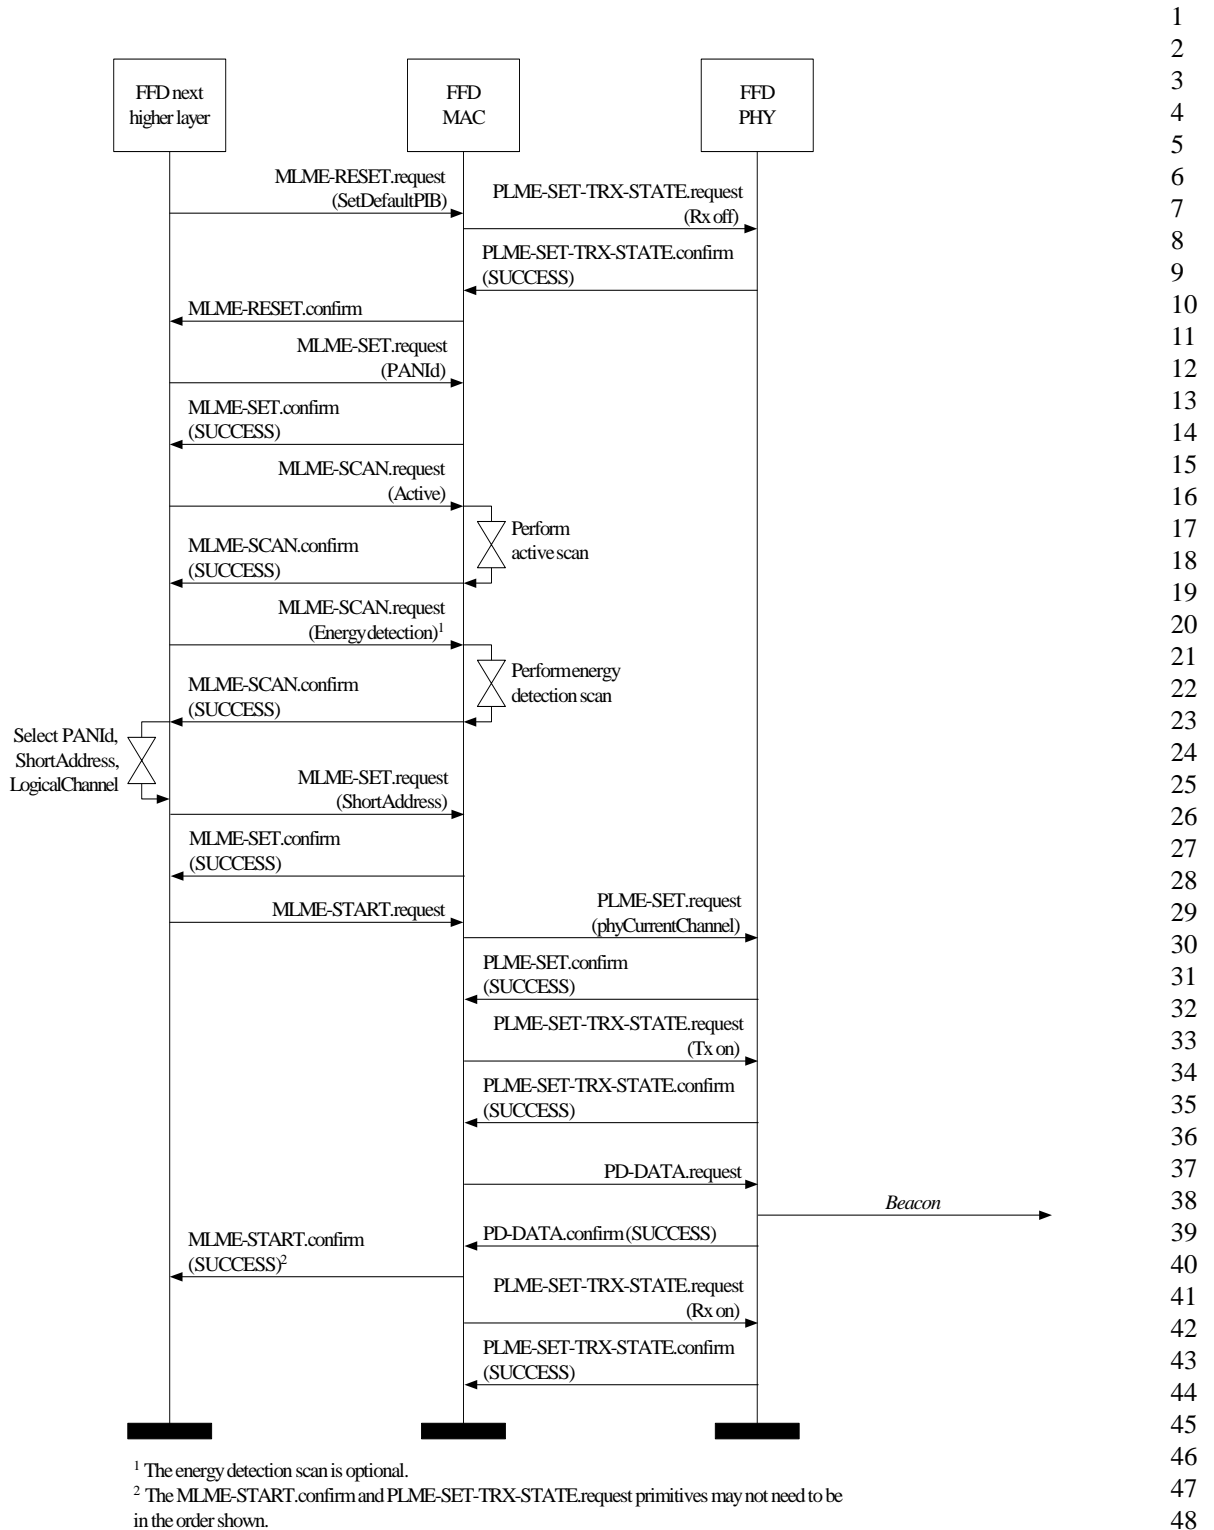 FFD next
higher layer
FFD
MAC
FFD
PHY
MLME-RESET.request
(SetDefaultPIB)
PLME-SET-TRX-STATE.request
(Rx off)
PLME-SET-TRX-STATE.confirm
(SUCCESS)
MLME-RESET.confirm
MLME-SET.request
(PANId)
MLME-SET.confirm
(SUCCESS)
MLME-SCAN.request
(Active)
Perform
active scan
MLME-SCAN.confirm
(SUCCESS)
MLME-SCAN.request
(Energy detection)1
Perform energy
detection scan
MLME-SCAN.confirm
(SUCCESS)
Select PANId,
ShortAddress,
LogicalChannel
MLME-SET.request
(ShortAddress)
MLME-SET.confirm
(SUCCESS)
MLME-START.request
PLME-SET.request
(phyCurrentChannel)
PLME-SET.confirm
(SUCCESS)
PLME-SET-TRX-STATE.request
(Tx on)
PLME-SET-TRX-STATE.confirm
(SUCCESS)
PD-DATA.request
Beacon
PD-DATA.confirm (SUCCESS)
MLME-START.confirm
(SUCCESS)2
PLME-SET-TRX-STATE.request
(Rx on)
PLME-SET-TRX-STATE.confirm
(SUCCESS)
1 The energy detection scan is optional.
2 The MLME-START.confirm and PLME-SET-TRX-STATE.request primitives may not need to be
in the order shown.
1
2
3
4
5
6
7
8
9
10
11
12
13
14
15
16
17
18
19
20
21
22
23
24
25
26
27
28
29
30
31
32
33
34
35
36
37
38
39
40
41
42
43
44
45
46
47
48